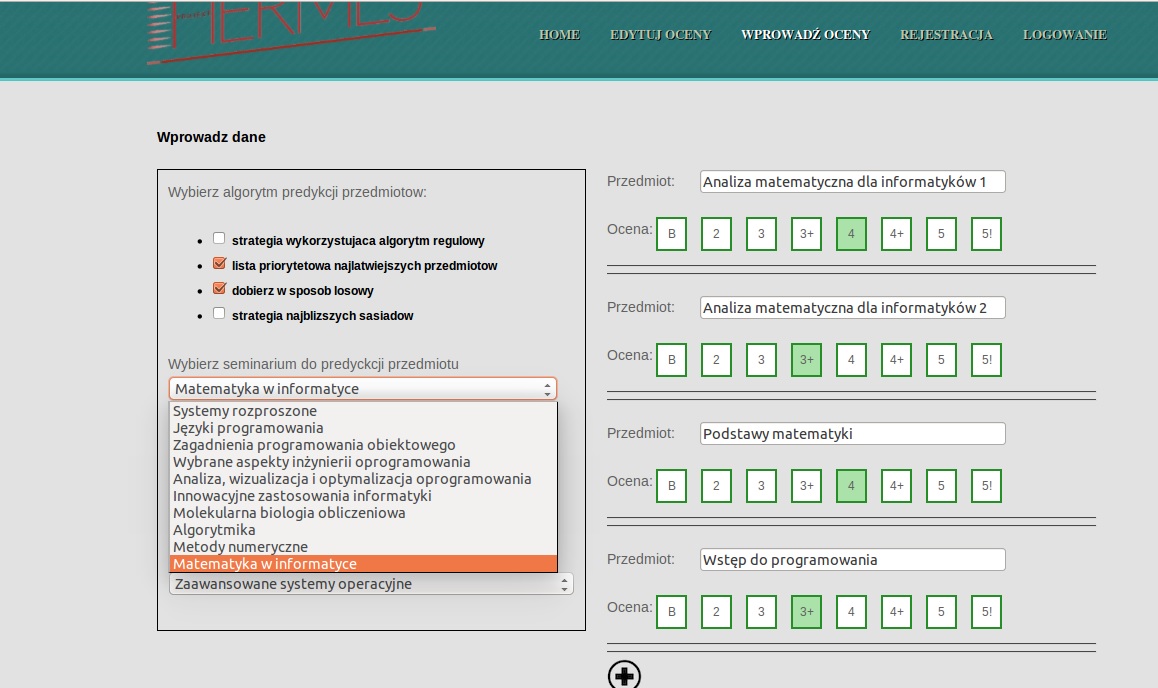 HERMES
HOME EDYTUJ OCENY WPROWADŹ OCENY REJESTRACJA LOGOWANIE
Wprowadz dane
Wybierz algorytm predykcji przedmiotow:
strategia wykorzystujaca algorytm regulowy
lista priorytetowa najlatwiejszych przedmiotow
dobierz w sposob losowy
strategia najblizszych sasiadow
Wybierz seminarium do predyckcji przedmiotu
Matematyka w informatyce
Systemy rozproszone
Języki programowania
Zagadnienia programowania obiektowego
Wybrane aspekty inżynierii oprogramowania
Analiza, wizualizacja i optymalizacja oprogramowania
Innowacyjne zastosowania informatyki
Molekularna biologia obliczeniowa
Algorytmika
Metody numeryczne
Matematyka w informatyce
Zaawansowane systemy operacyjne
Przedmiot: Analiza matematyczna dla informatyków 1
Ocena: B 2 3 3+ 4 4+ 5 5!
Przedmiot: Analiza matematyczna dla informatyków 2
Ocena: B 2 3 3+ 4 4+ 5 5!
Przedmiot: Podstawy matematyki
Ocena: B 2 3 3+ 4 4+ 5 5!
Przedmiot: Wstęp do programowania
Ocena: B 2 3 3+ 4 4+ 5 5!